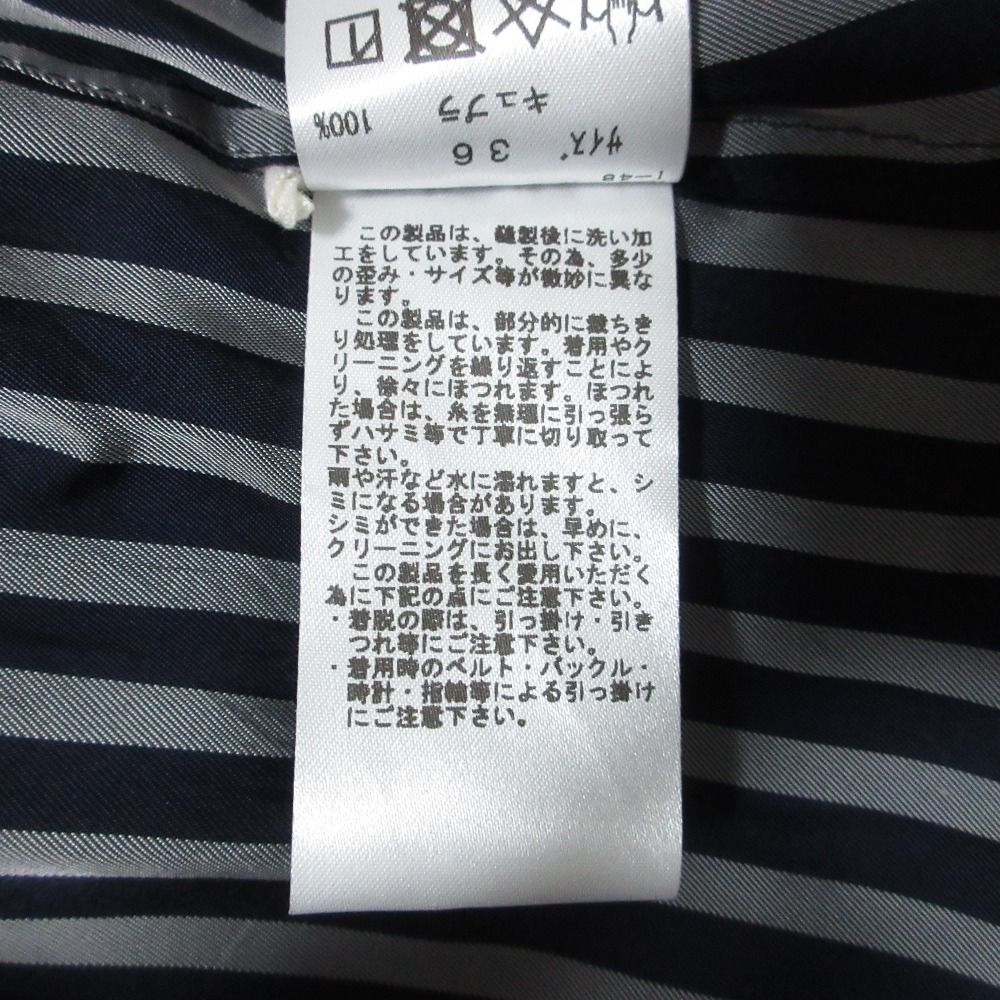 1-48
サイズ 36
キュプラ 100%
この製品は、縫製後に洗い加
工をしています。その為、多少
の歪み・サイズ等が微妙に異な
ります。
この製品は、部分的に裁ちき
り処理をしています。着用やク
リーニングを繰り返すことによ
り、徐々にほつれます。ほつれ
た場合は、糸を無理に引っ張ら
ずハサミ等で丁寧に切り取って
下さい。
雨や汗など水に濡れますと、シ
ミになる場合があります。
シミができた場合は、早めに、
クリーニングにお出し下さい。
この製品を長く愛用いただく
為に下記の点にご注意下さい。
・着脱の際は、引っ掛け・引き
つれ等にご注意下さい。
・着用時のベルト・バックル・
時計・指輪等による引っ掛け
にご注意下さい。